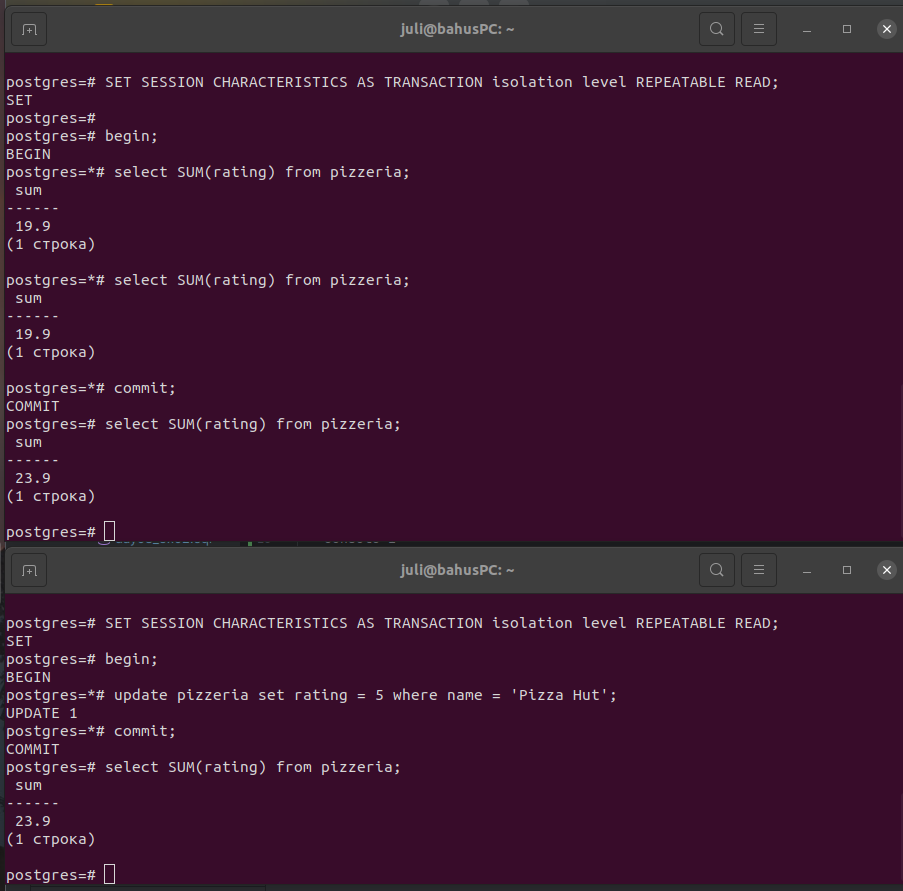 juli@bahusPC: ~
postgres=# SET SESSION CHARACTERISTICS AS TRANSACTION isolation level REPEATABLE READ;
SET
postgres=#
postgres=# begin;
BEGIN
postgres=*# select SUM(rating) from pizzeria;
sum
------
19.9
(1 строка)
postgres=*# select SUM(rating) from pizzeria;
sum
------
19.9
(1 строка)
postgres=*# commit;
COMMIT
postgres=# select SUM(rating) from pizzeria;
sum
------
23.9
(1 строка)
postgres=#
juli@bahusPC: ~
postgres=# SET SESSION CHARACTERISTICS AS TRANSACTION isolation level REPEATABLE READ;
SET
postgres=# begin;
BEGIN
postgres=*# update pizzeria set rating = 5 where name = 'Pizza Hut';
UPDATE 1
postgres=*# commit;
COMMIT
postgres=# select SUM(rating) from pizzeria;
sum
------
23.9
(1 строка)
postgres=#